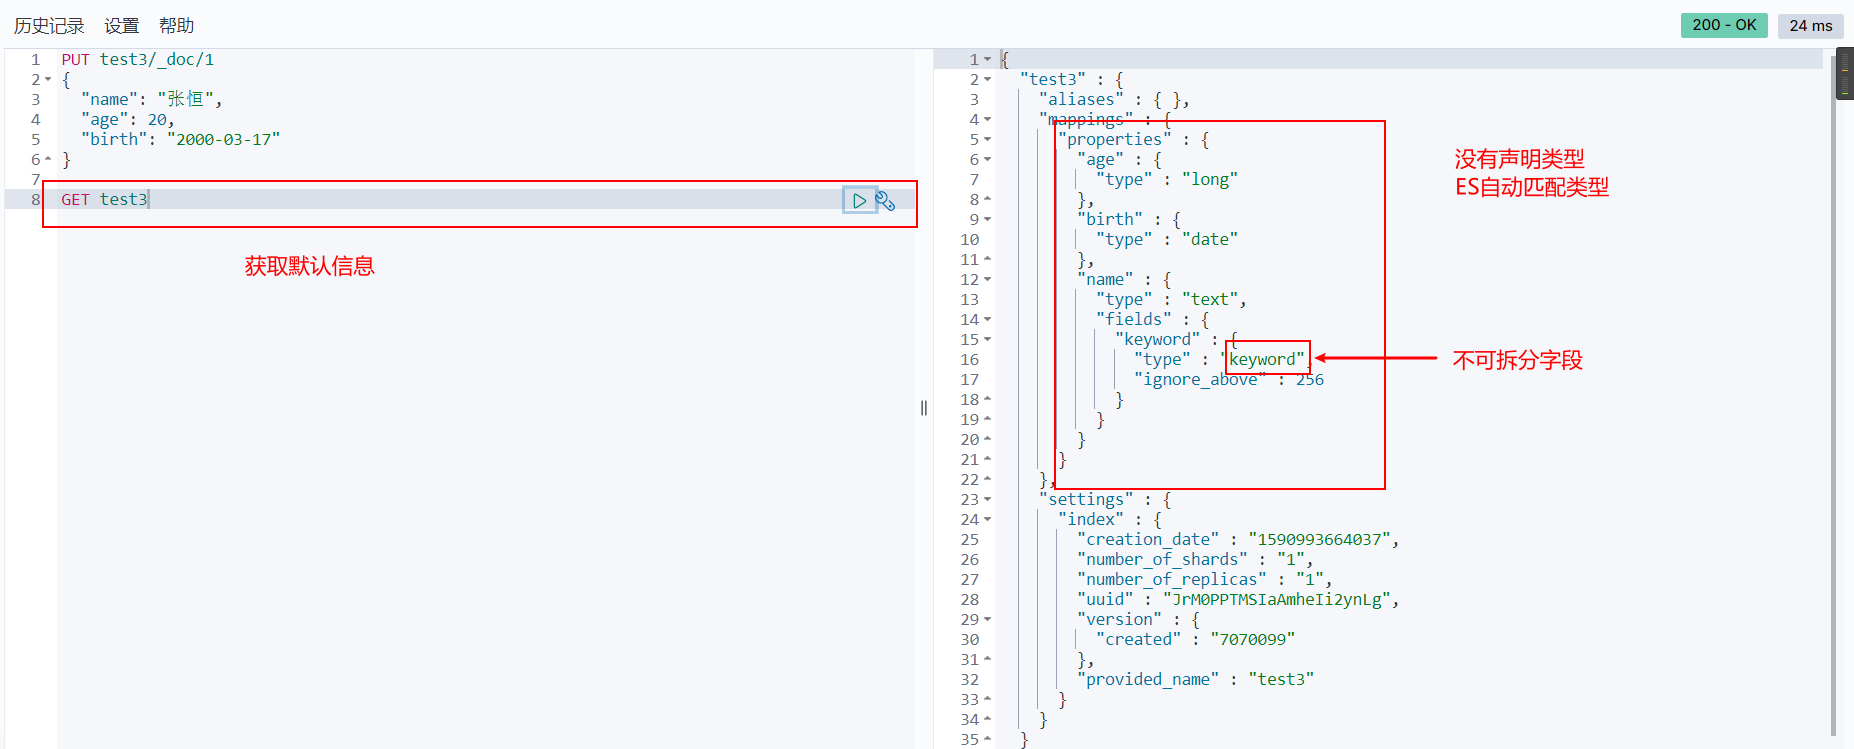 历史记录 设置 帮助
200 - OK
24 ms
1 PUT test3/_doc/1
2 {
3 "name": "张恒",
4 "age": 20,
5 "birth": "2000-03-17"
6 }
7
8 GET test3
获取默认信息
1 {
2 "test3" : {
3 "aliases" : { },
4 "mappings" : {
5 "properties" : {
6 "age" : {
7 "type" : "long"
8 },
9 "birth" : {
10 "type" : "date"
11 },
12 "name" : {
13 "type" : "text",
14 "fields" : {
15 "keyword" : {
16 "type" : "keyword",
17 "ignore_above" : 256
18 }
19 }
20 }
21 }
22 },
23 "settings" : {
24 "index" : {
25 "creation_date" : "1590993664037",
26 "number_of_shards" : "1",
27 "number_of_replicas" : "1",
28 "uuid" : "JrM0PPTMSIaAmheIi2ynLg",
29 "version" : {
30 "created" : "7070099"
31 },
32 "provided_name" : "test3"
33 }
34 }
35 }
没有声明类型
ES自动匹配类型
不可拆分字段